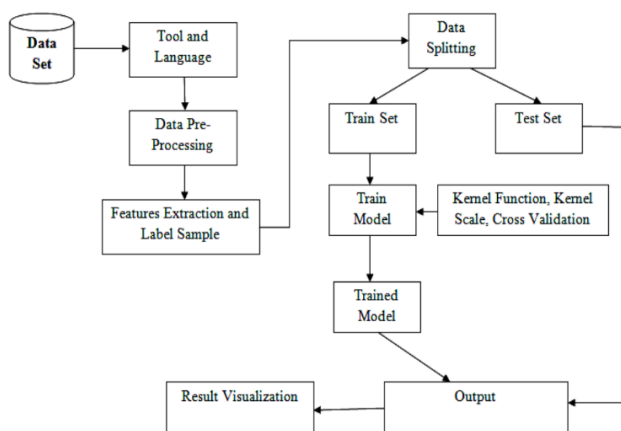 Data
Set
Tool and
Language
Data Pre-
Processing
Features Extraction and
Label Sample
Data
Splitting
Train Set
Test Set
Train
Model
Kernel Function, Kernel
Scale, Cross Validation
Trained
Model
Output
Result Visualization